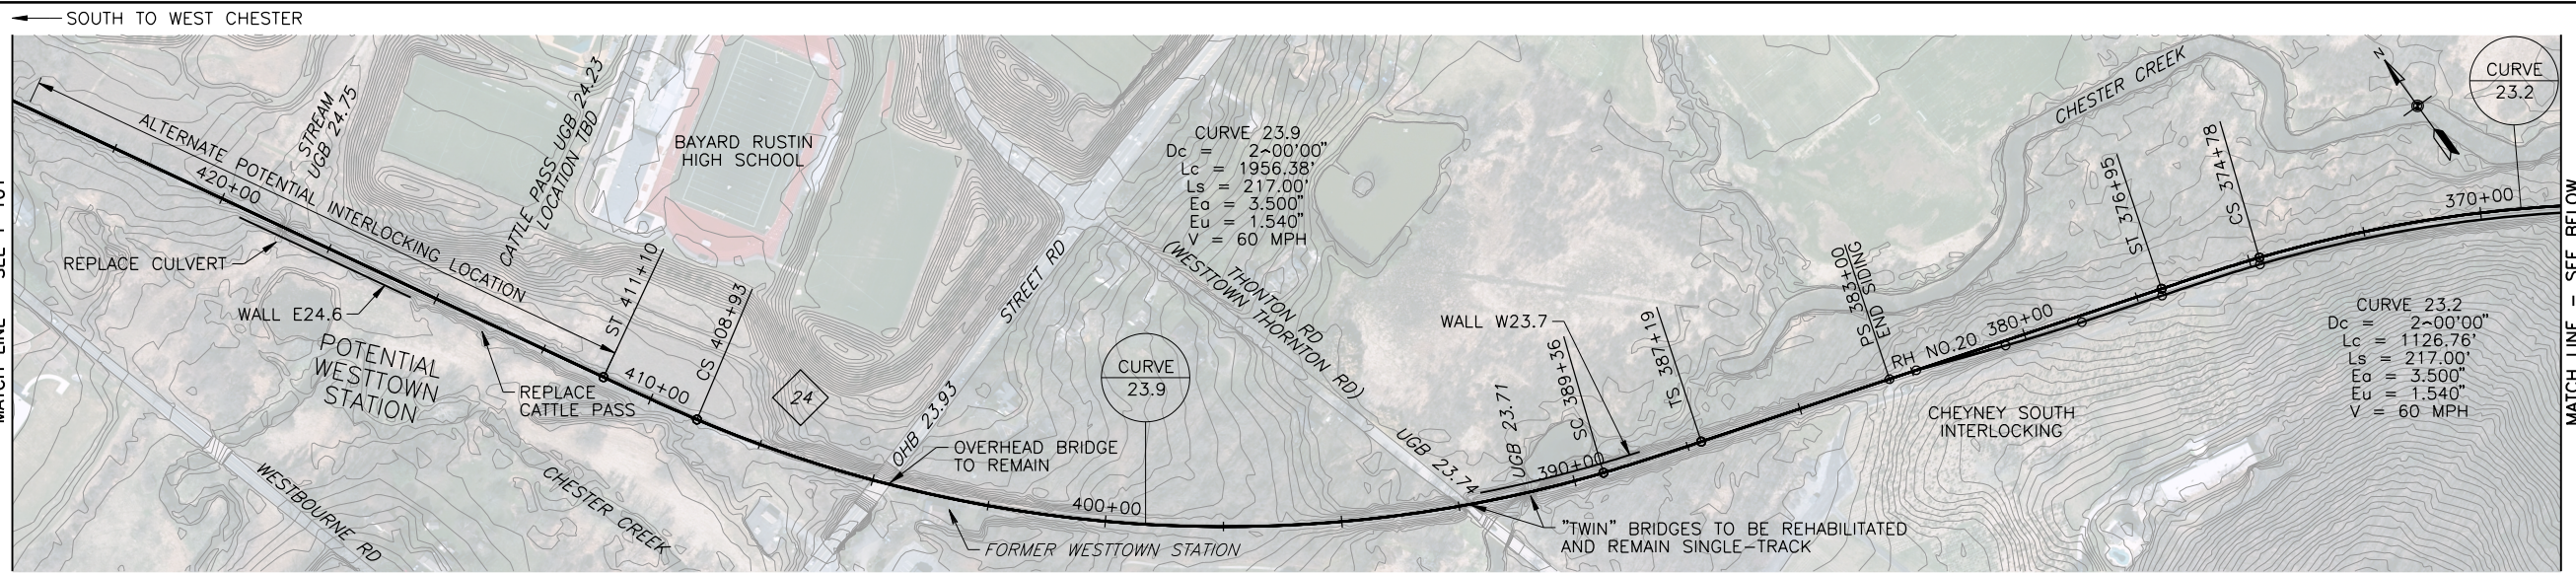 SOUTH TO WEST CHESTER
ALTERNATE POTENTIAL INTERLOCKING LOCATION
420+00
STREAM
UGB 24.75
CATTLE PASS UGB 24.23
LOCATION TBD
BAYARD RUSTIN
HIGH SCHOOL
REPLACE CULVERT
WALL E24.6
POTENTIAL
WESTTOWN
STATION
REPLACE
CATTLE PASS
ST 411+10
410+00
CS 408+93
24
WESTBOURNE RD
CHESTER CREEK
STREET RD
OHB 23.93
OVERHEAD BRIDGE
TO REMAIN
FORMER WESTTOWN STATION
400+00
CURVE
23.9
CURVE 23.9
Dc = 2~00'00"
Lc = 1956.38'
Ls = 217.00'
Ea = 3.500"
Eu = 1.540"
V = 60 MPH
THONTON RD
(WESTTOWN THORNTON RD)
UGB 23.74
UGB 23.71
390+00
SC 389+36
WALL W23.7
TS 387+19
"TWIN" BRIDGES TO BE REHABILITATED
AND REMAIN SINGLE-TRACK
PS 383+00
END SIDING
RH NO.20
380+00
CHEYNEY SOUTH
INTERLOCKING
ST 376+95
CS 374+78
CHESTER CREEK
370+00
N
CURVE
23.2
CURVE 23.2
Dc = 2~00'00"
Lc = 1126.76'
Ls = 217.00'
Ea = 3.500"
Eu = 1.540"
V = 60 MPH
MATCH LINE - SEE BELOW